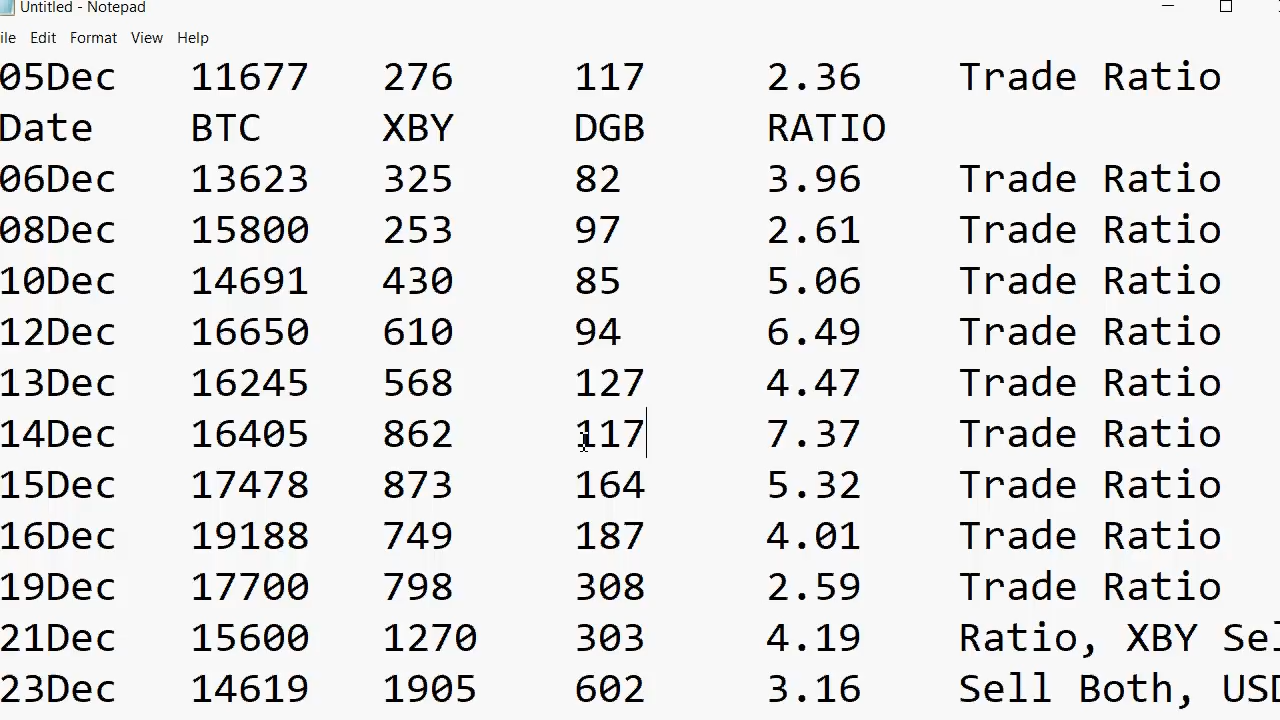 Untitled - Notepad
ile Edit Format View Help
05Dec 11677 276 117 2.36 Trade Ratio
Date BTC XBY DGB RATIO
06Dec 13623 325 82 3.96 Trade Ratio
08Dec 15800 253 97 2.61 Trade Ratio
10Dec 14691 430 85 5.06 Trade Ratio
12Dec 16650 610 94 6.49 Trade Ratio
13Dec 16245 568 127 4.47 Trade Ratio
14Dec 16405 862 117 7.37 Trade Ratio
15Dec 17478 873 164 5.32 Trade Ratio
16Dec 19188 749 187 4.01 Trade Ratio
19Dec 17700 798 308 2.59 Trade Ratio
21Dec 15600 1270 303 4.19 Ratio, XBY Sel
23Dec 14619 1905 602 3.16 Sell Both, USD